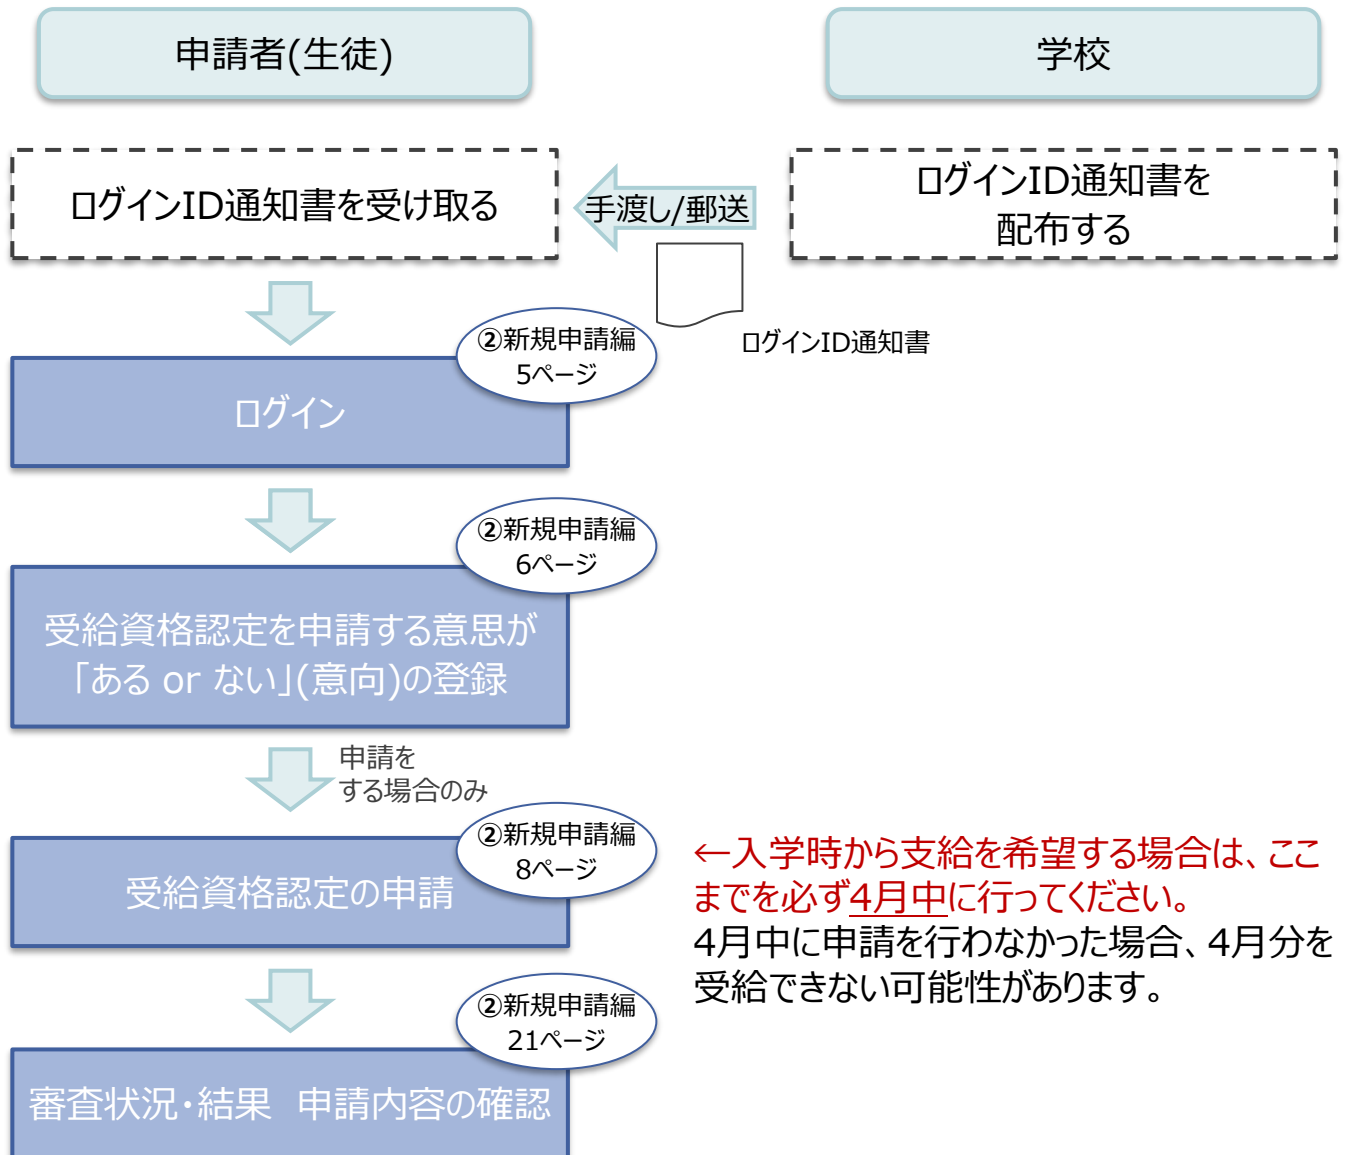 申請者(生徒)
学校
ログインID通知書を受け取る
手渡し/郵送
ログインID通知書を
配布する
ログインID通知書
②新規申請編
5ページ
ログイン
②新規申請編
6ページ
受給資格認定を申請する意思が
「ある or ない」(意向)の登録
申請を
する場合のみ
②新規申請編
8ページ
受給資格認定の申請
←入学時から支給を希望する場合は、ここ
までを必ず4月中に行ってください。
4月中に申請を行わなかった場合、4月分を
受給できない可能性があります。
②新規申請編
21ページ
審査状況・結果　申請内容の確認